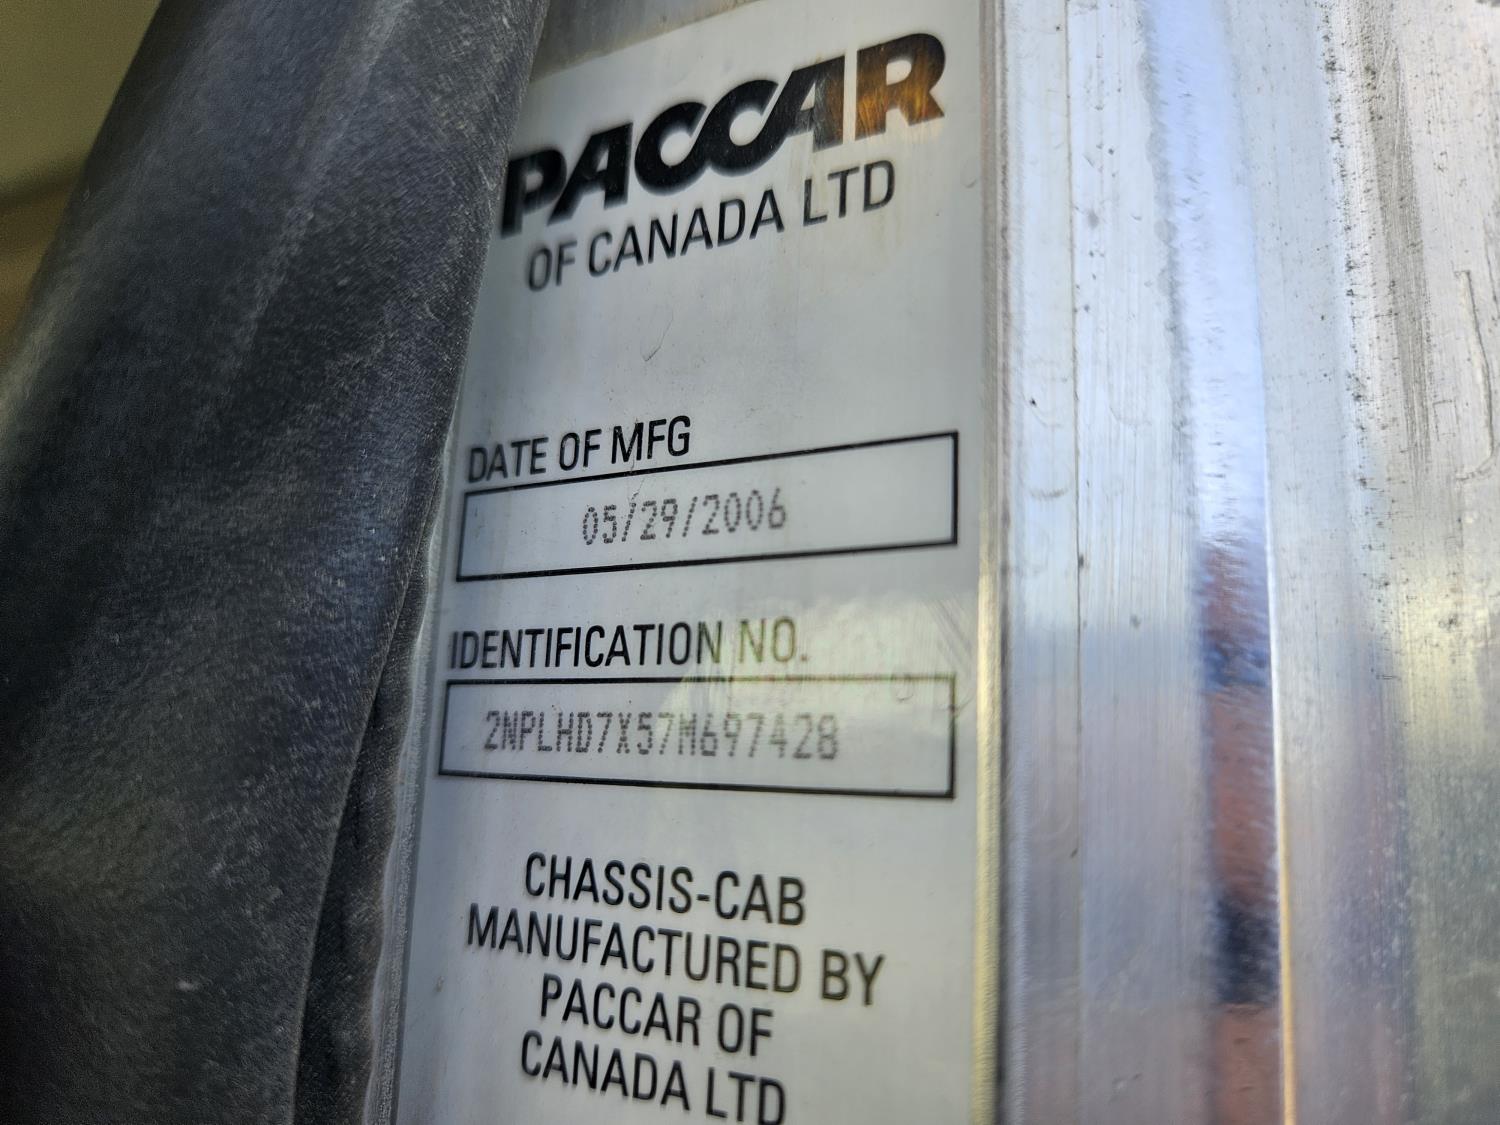 PACCAR
OF CANADA LTD
DATE OF MFG
05/29/2006
IDENTIFICATION NO.
2NPLHD7X57M697428
CHASSIS-CAB
MANUFACTURED BY
PACCAR OF
CANADA LTD